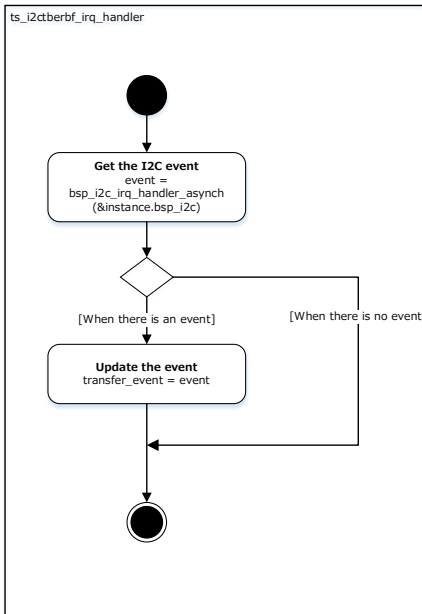 ts_i2ctberbf_irq_handler
Get the I2C event
event =
bsp_i2c_irq_handler_asynch
(&instance.bsp_i2c)
[When there is an event]
[When there is no event
Update the event
transfer_event = event